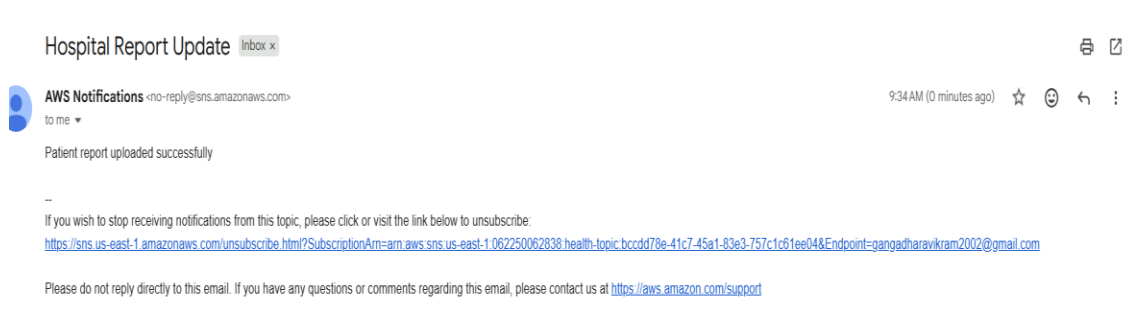 Hospital Report Update Inbox x
AWS Notifications <no-reply@sns.amazonaws.com> 9:34 AM (0 minutes ago)
to me
Patient report uploaded successfully
--
If you wish to stop receiving notifications from this topic, please click or visit the link below to unsubscribe:
https://sns.us-east-1.amazonaws.com/unsubscribe.html?SubscriptionArn=arn:aws:sns:us-east-1:062250062838:health-topic:bccdd78e-41c7-45a1-83e3-757c1c61ee04&Endpoint=gangadharavikram2002@gmail.com
Please do not reply directly to this email. If you have any questions or comments regarding this email, please contact us at https://aws.amazon.com/support